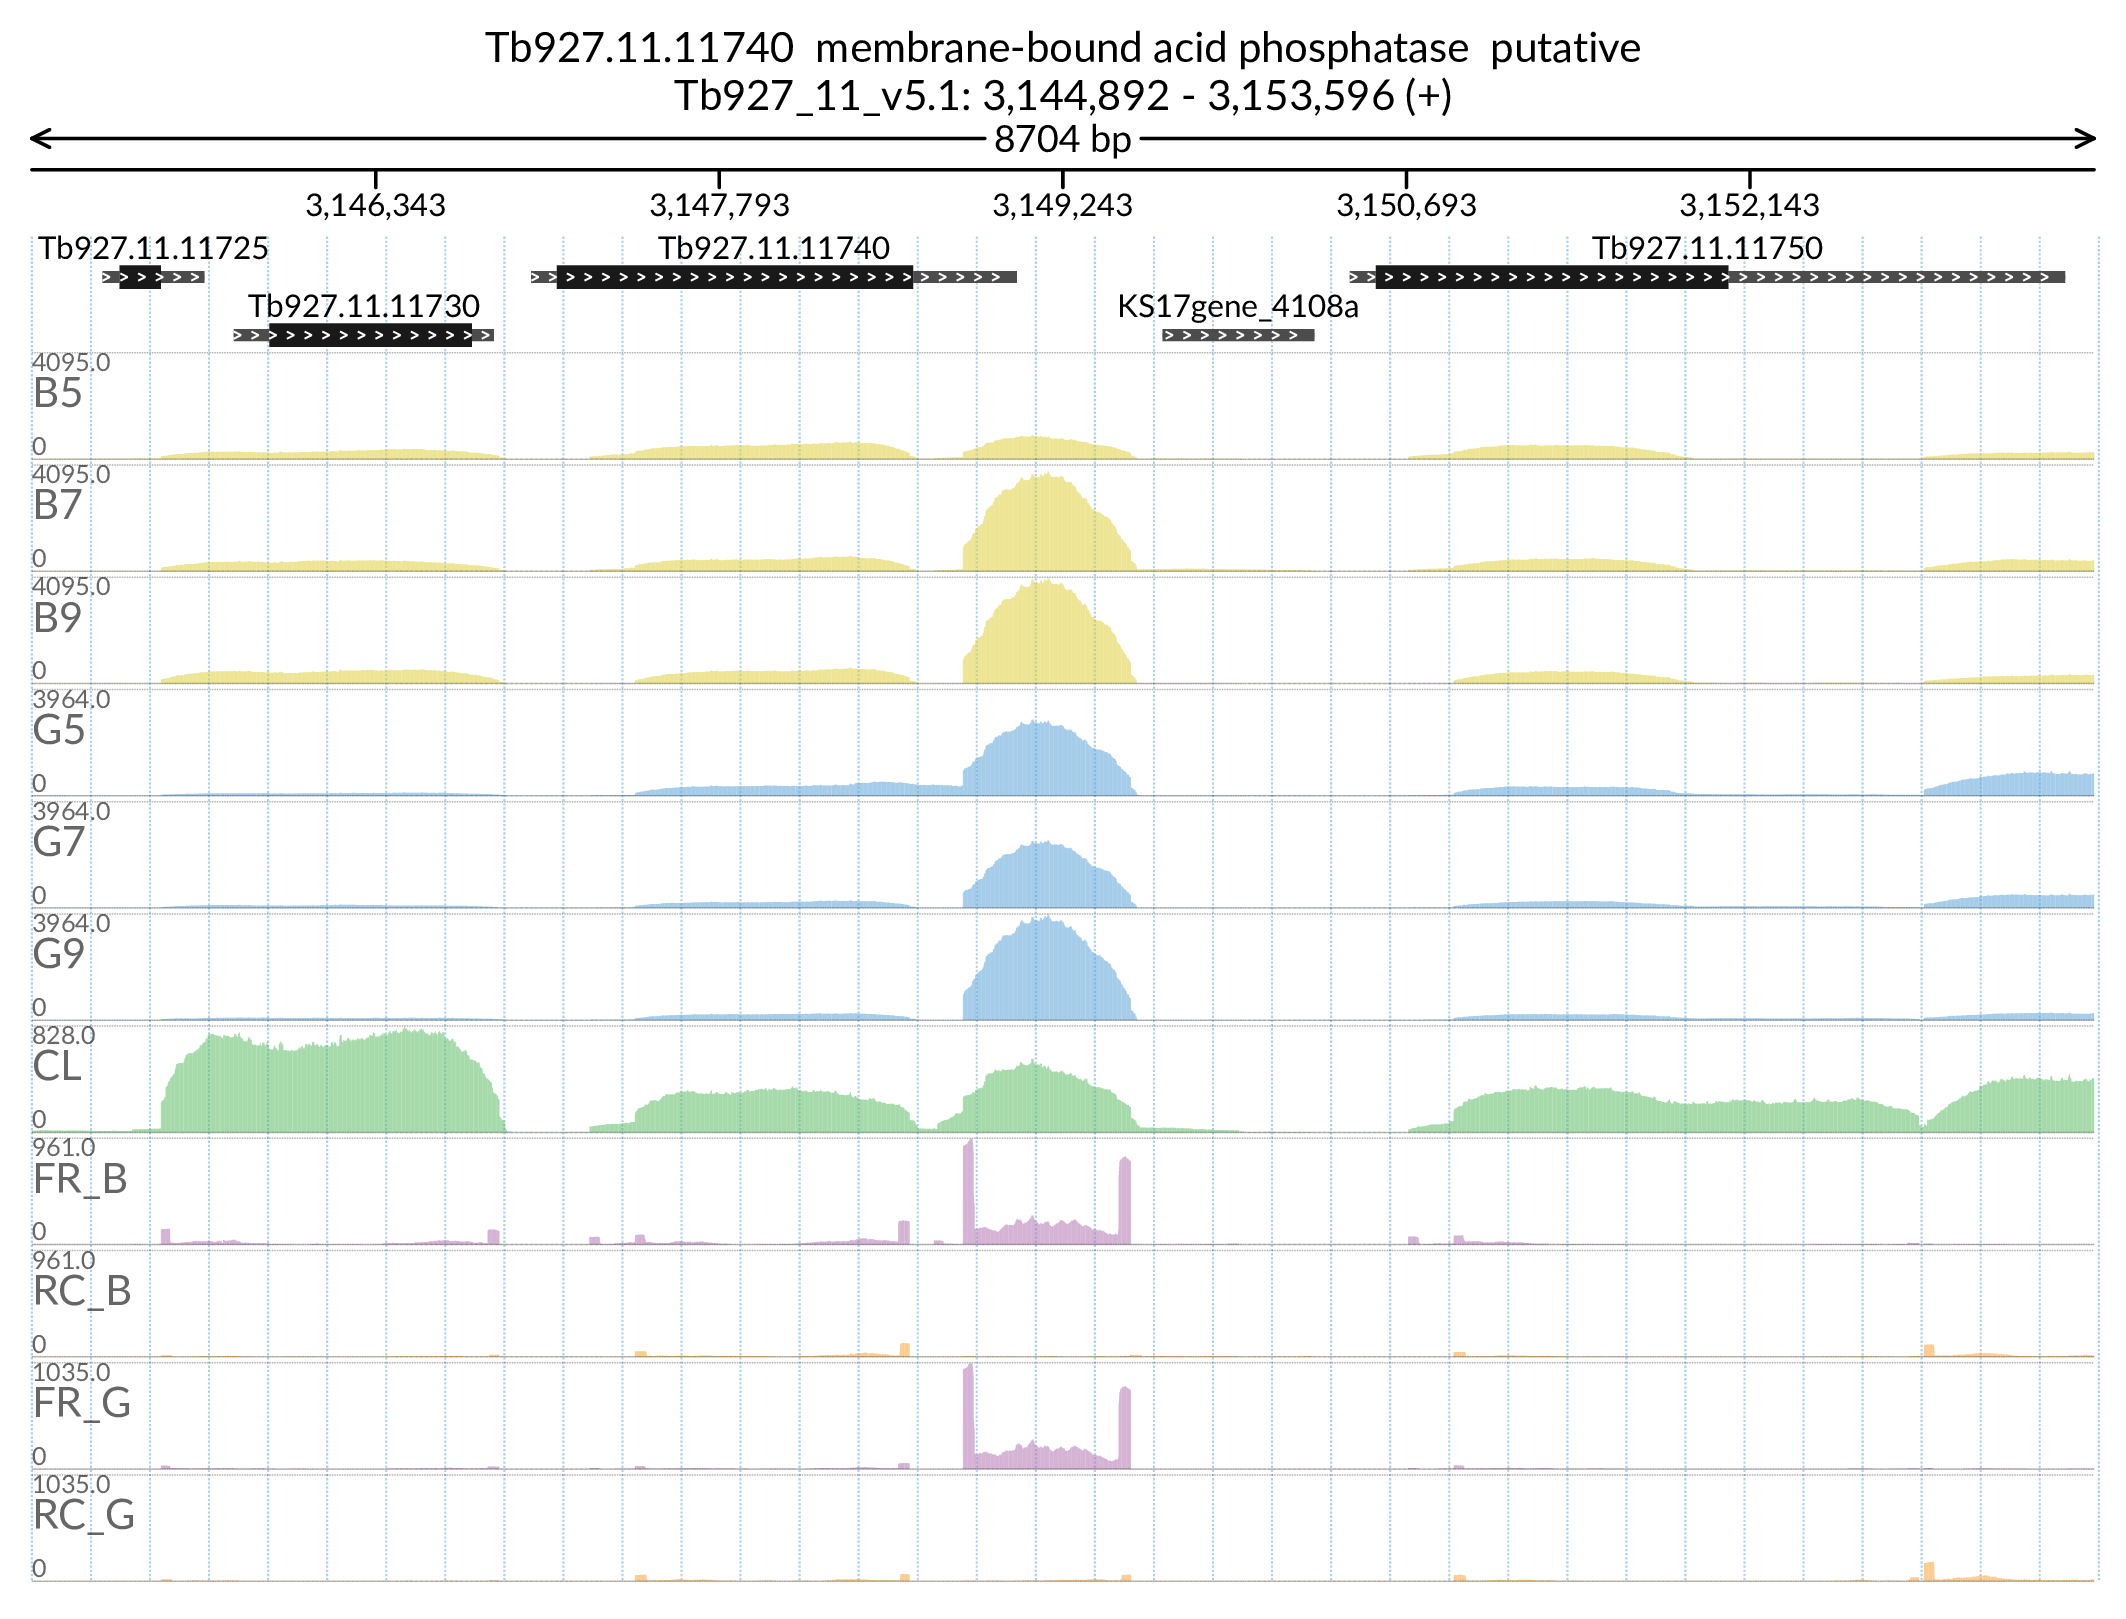 Tb927.11.11740  membrane-bound acid phosphatase  putative
Tb927_11_v5.1: 3,144,892 - 3,153,596 (+)
8704 bp
3,146,343 3,147,793 3,149,243 3,150,693 3,152,143
Tb927.11.11725 Tb927.11.11740 Tb927.11.11750
Tb927.11.11730 KS17gene_4108a
4095.0
B5
0
4095.0
B7
0
4095.0
B9
0
3964.0
G5
0
3964.0
G7
0
3964.0
G9
0
828.0
CL
0
961.0
FR_B
0
961.0
RC_B
0
1035.0
FR_G
0
1035.0
RC_G
0